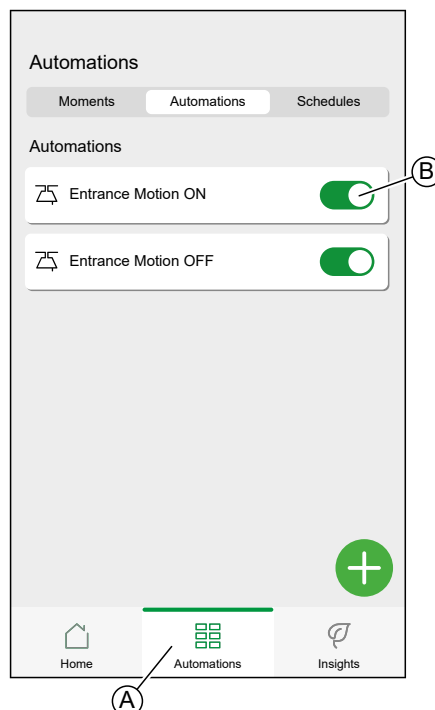 Automations
Moments Automations Schedules
Automations
B
Entrance Motion ON
Entrance Motion OFF
Home Automations Insights
A